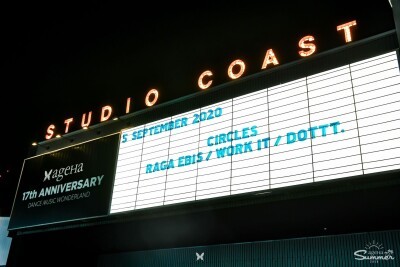 STUDIO COAST
ageHa
17th ANNIVERSARY
DANCE MUSIC WONDERLAND
5 SEPTEMBER 2020
CIRCLES
RAGA EBIS / WORK IT / DOTTT.
Summer